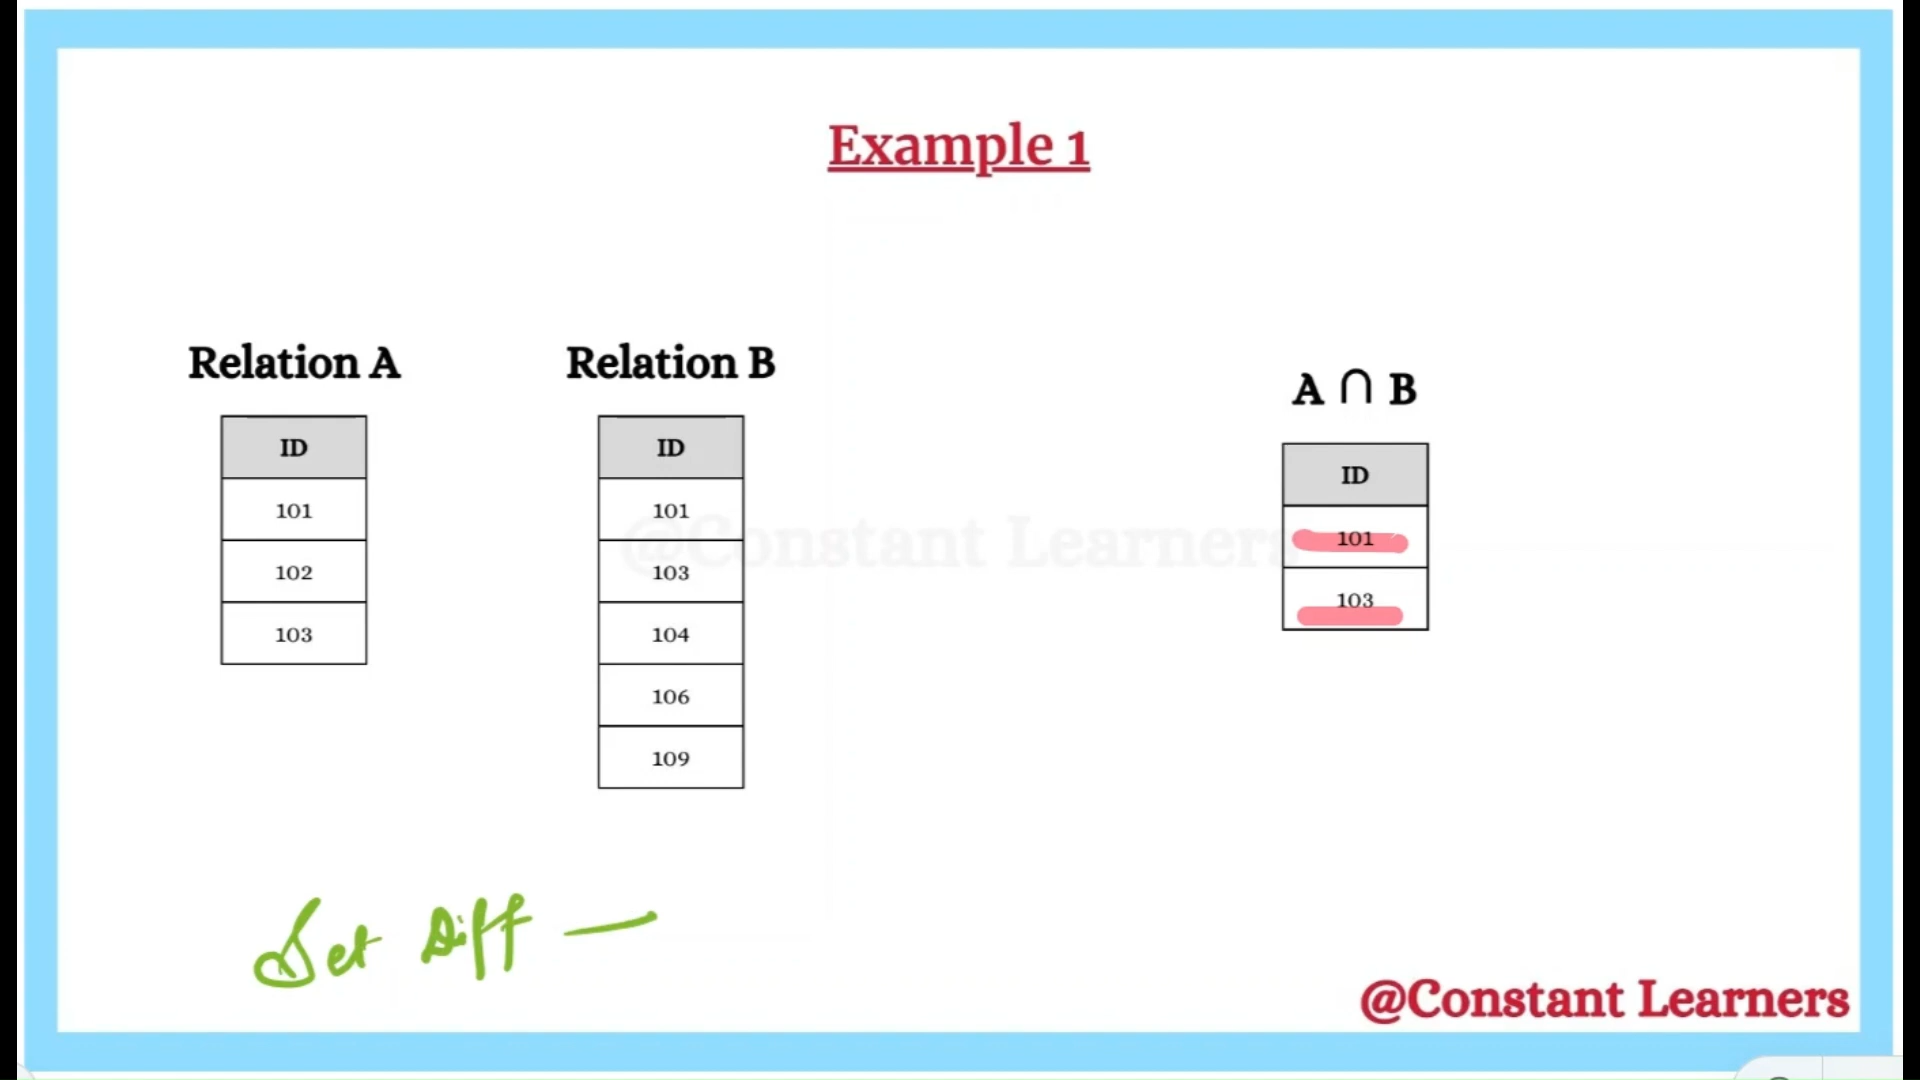 Example 1
Relation A
ID
101
102
103
Relation B
ID
101
103
104
106
109
A ∩ B
ID
101
103
@Constant Learners
Set Diff —
@Constant Learners